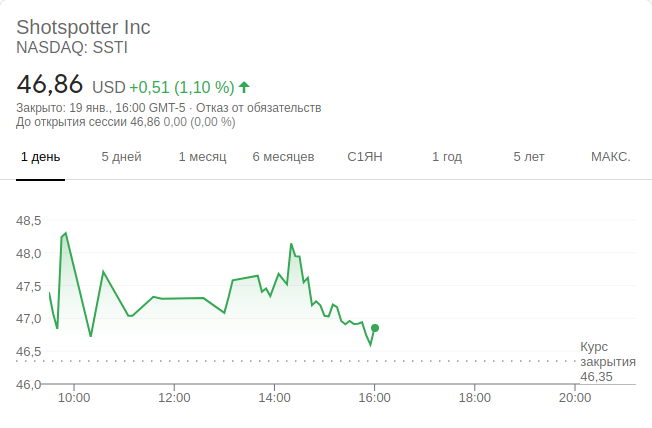 Shotspotter Inc
NASDAQ: SSTI
46,86 USD +0,51 (1,10 %)
Закрыто: 19 янв., 16:00 GMT-5 · Отказ от обязательств
До открытия сессии 46,86 0,00 (0,00 %)
1 день 5 дней 1 месяц 6 месяцев С1ЯН 1 год 5 лет МАКС.
48,5
48,0
47,5
47,0
46,5
Курс
закрытия
46,35
46,0
10:00 12:00 14:00 16:00 18:00 20:00